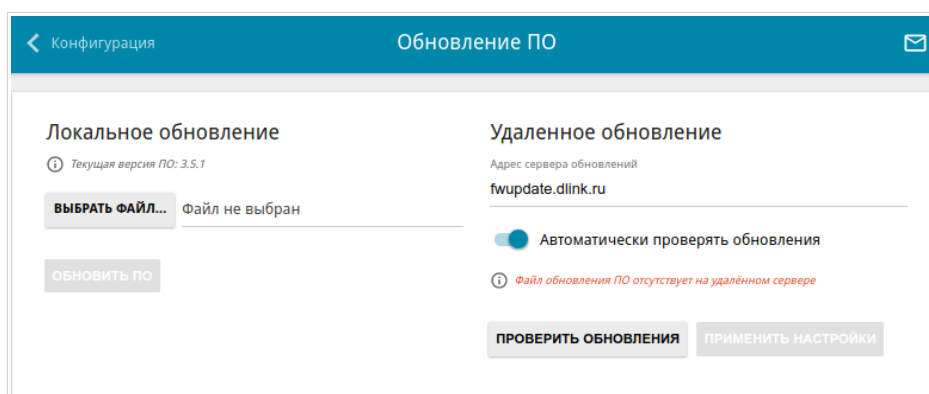 Конфигурация
Обновление ПО
Локальное обновление
Текущая версия ПО: 3.5.1
ВЫБРАТЬ ФАЙЛ... Файл не выбран
ОБНОВИТЬ ПО
Удаленное обновление
Адрес сервера обновлений
fwupdate.dlink.ru
Автоматически проверять обновления
Файл обновления ПО отсутствует на удалённом сервере
ПРОВЕРИТЬ ОБНОВЛЕНИЯ ПРИМЕНИТЬ НАСТРОЙКИ